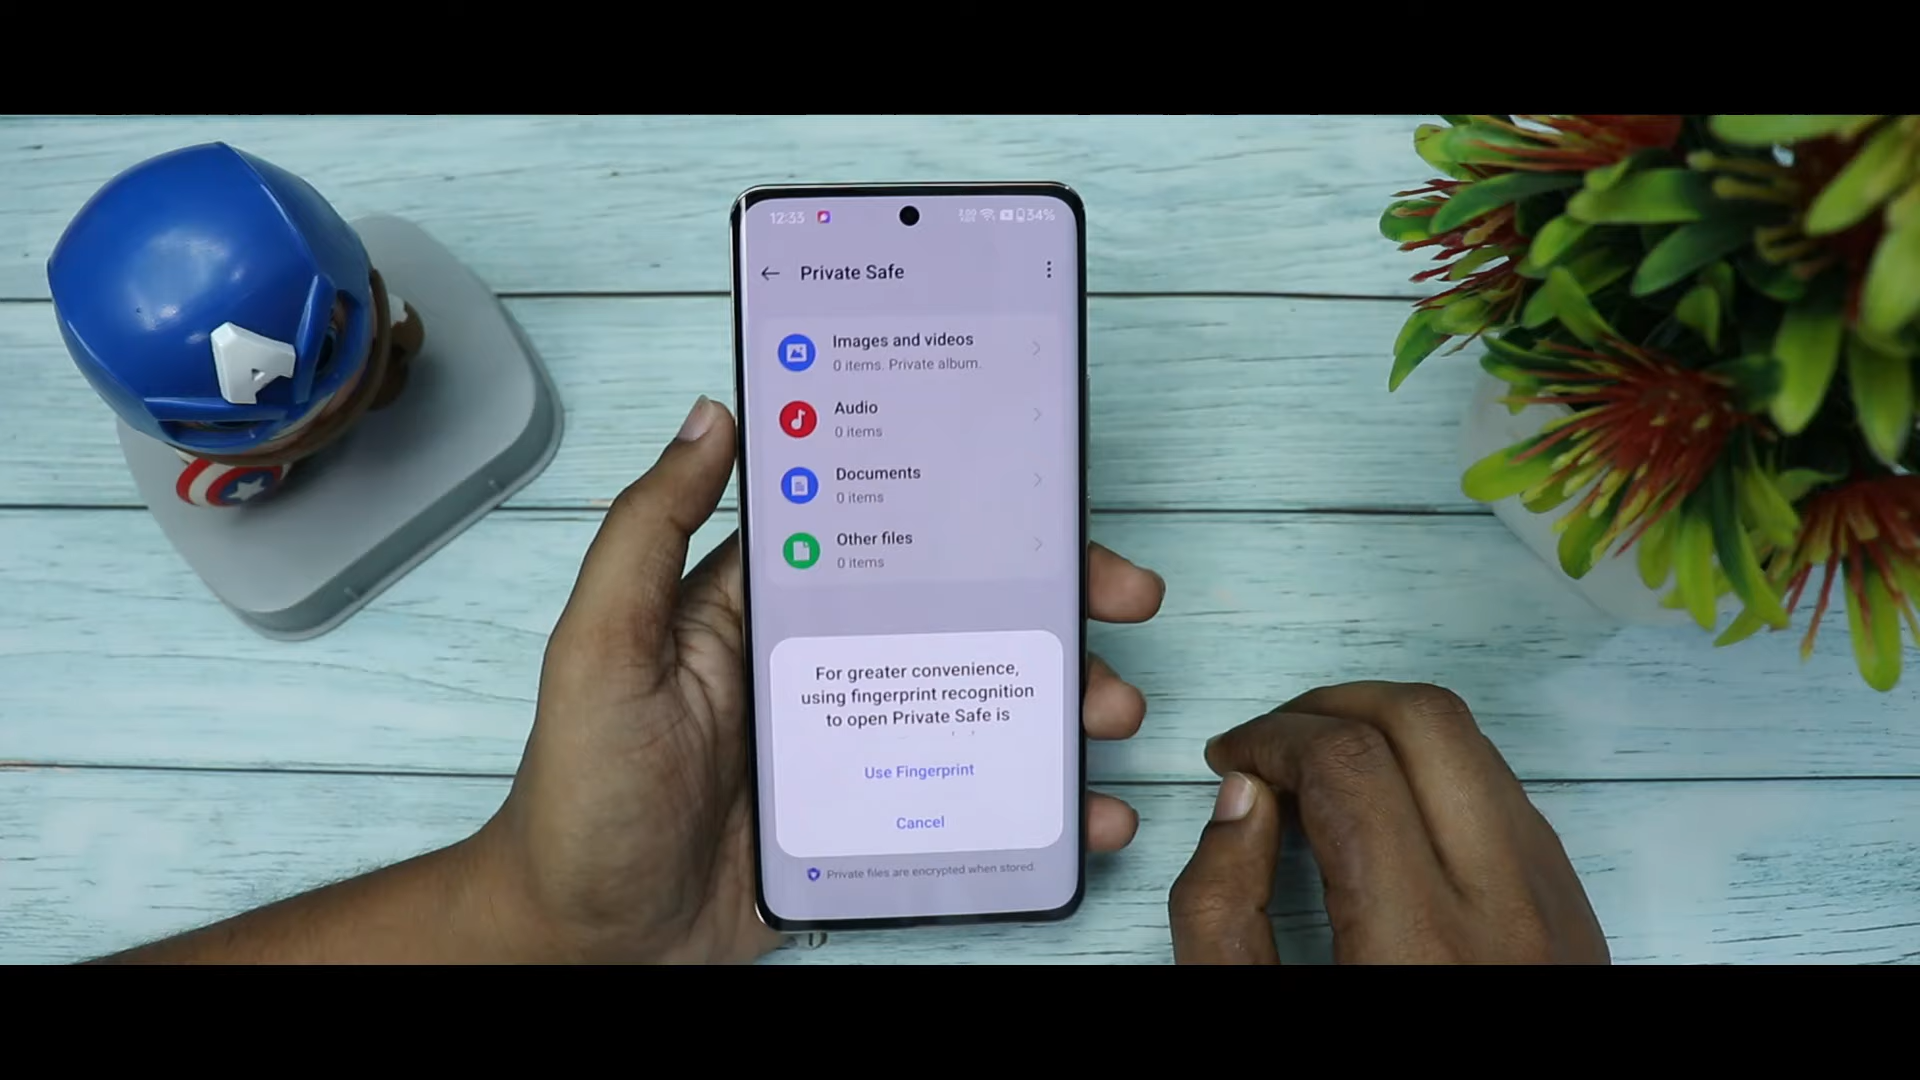 12:33
34%
Private Safe
Images and videos
0 items. Private album.
Audio
0 items
Documents
0 items
Other files
0 items
For greater convenience,
using fingerprint recognition
to open Private Safe is
Use Fingerprint
Cancel
Private files are encrypted when stored.
A